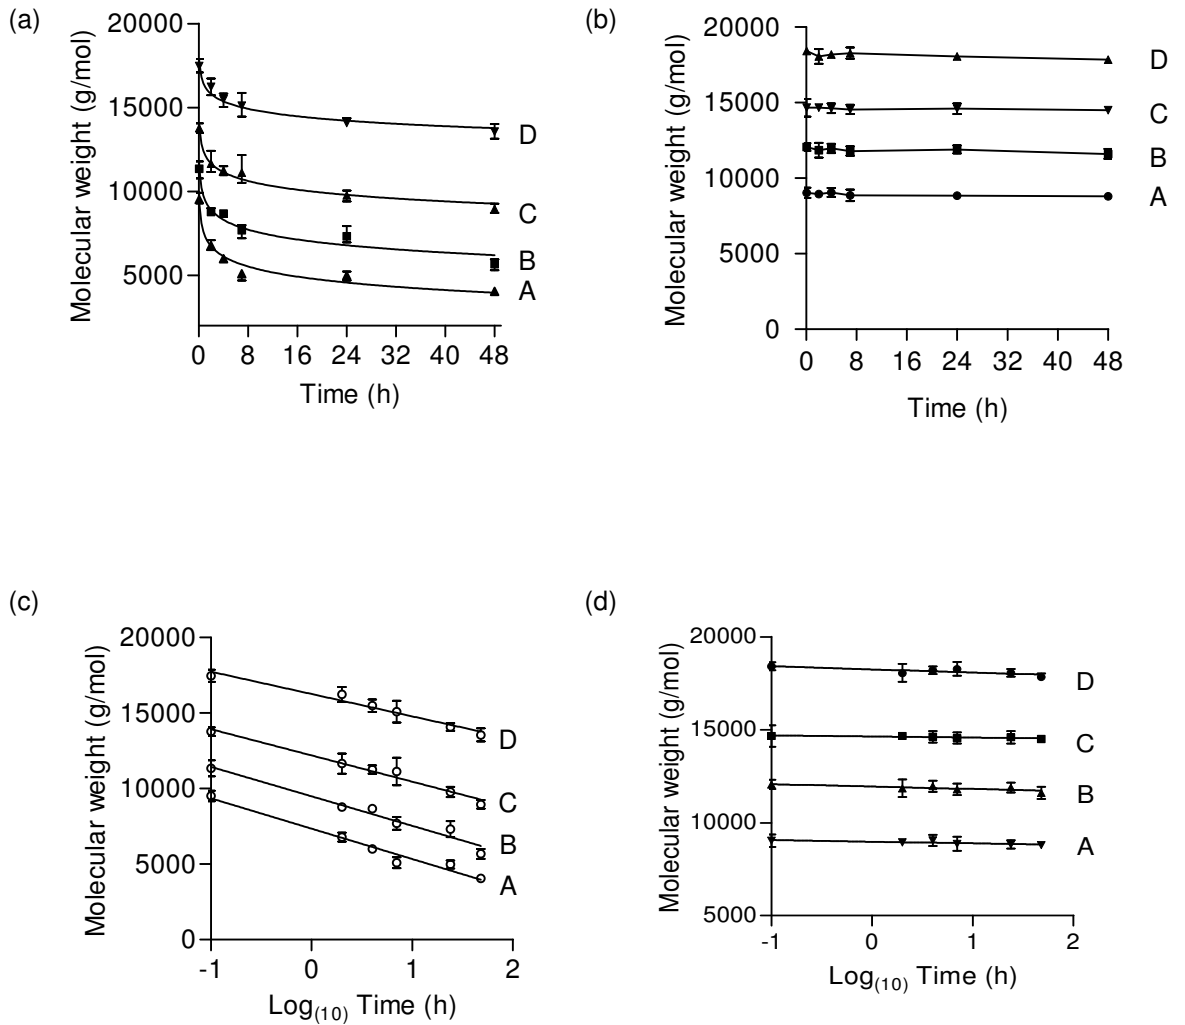 (a)
20000
15000
10000
5000
Molecular weight (g/mol)
D
C
B
A
0 8 16 24 32 40 48
Time (h)
(b)
20000
15000
10000
5000
0
Molecular weight (g/mol)
D
C
B
A
0 8 16 24 32 40 48
Time (h)
(c)
20000
15000
10000
5000
0
Molecular weight (g/mol)
D
C
B
A
-1 0 1 2
Log(10) Time (h)
(d)
20000
15000
10000
5000
Molecular weight (g/mol)
D
C
B
A
-1 0 1 2
Log(10) Time (h)